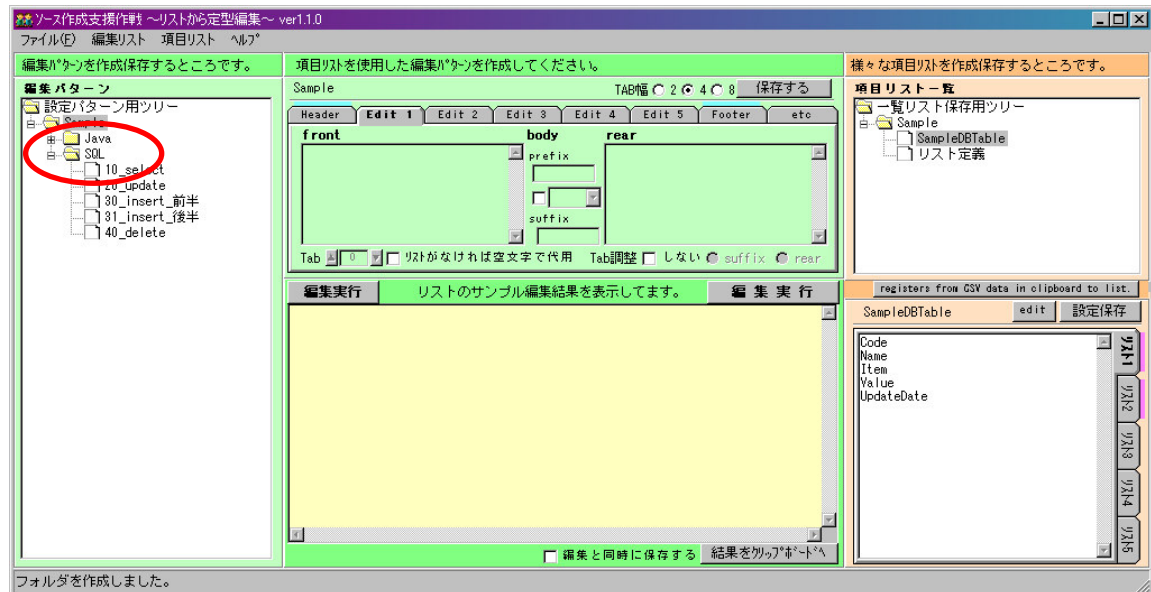 ソース作成支援作戦 ～リストから定型編集～ ver1.1.0
ファイル(F) 編集リスト 項目リスト ヘルプ
編集パターンを作成保存するところです。
編集パターン
設定パターン用ツリー
Sample
Java
SQL
10_select
20_update
30_insert_前半
31_insert_後半
40_delete
項目リストを使用した編集パターンを作成してください。
Sample TAB幅 2 4 8 保存する
Header Edit 1 Edit 2 Edit 3 Edit 4 Edit 5 Footer etc
front body rear
prefix
suffix
Tab 0 リストがなければ空文字で代用 Tab調整 しない suffix rear
編集実行 リストのサンプル編集結果を表示してます。 編 集 実 行
編集と同時に保存する 結果をクリップボードへ
様々な項目リストを作成保存するところです。
項目リスト一覧
一覧リスト保存用ツリー
Sample
SampleDBTable
リスト定義
registers from CSV data in clipboard to list.
SampleDBTable edit 設定保存
Code
Name
Item
Value
UpdateDate
リスト1
リスト2
リスト3
リスト4
リスト5
フォルダを作成しました。